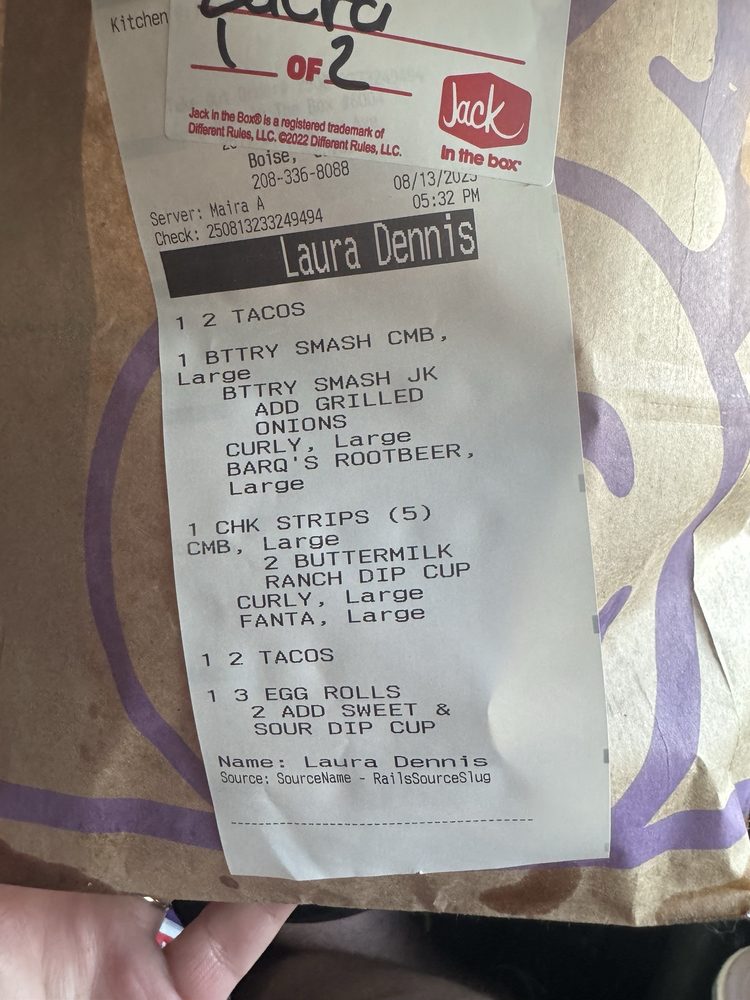 Kitchen
1 OF 2
Jack in the Box® is a registered trademark of
Different Rules, LLC. ©2022 Different Rules, LLC.
Jack
in the box®
Boise,
208-336-8088
08/13/2025
Server: Maira A
05:32 PM
Check: 250813233249494
Laura Dennis
1 2 TACOS
1 BTTRY SMASH CMB,
Large
BTTRY SMASH JK
ADD GRILLED
ONIONS
CURLY, Large
BARQ'S ROOTBEER,
Large
1 CHK STRIPS (5)
CMB, Large
2 BUTTERMILK
RANCH DIP CUP
CURLY, Large
FANTA, Large
1 2 TACOS
1 3 EGG ROLLS
2 ADD SWEET &
SOUR DIP CUP
Name: Laura Dennis
Source: SourceName - RailsSourceSlug